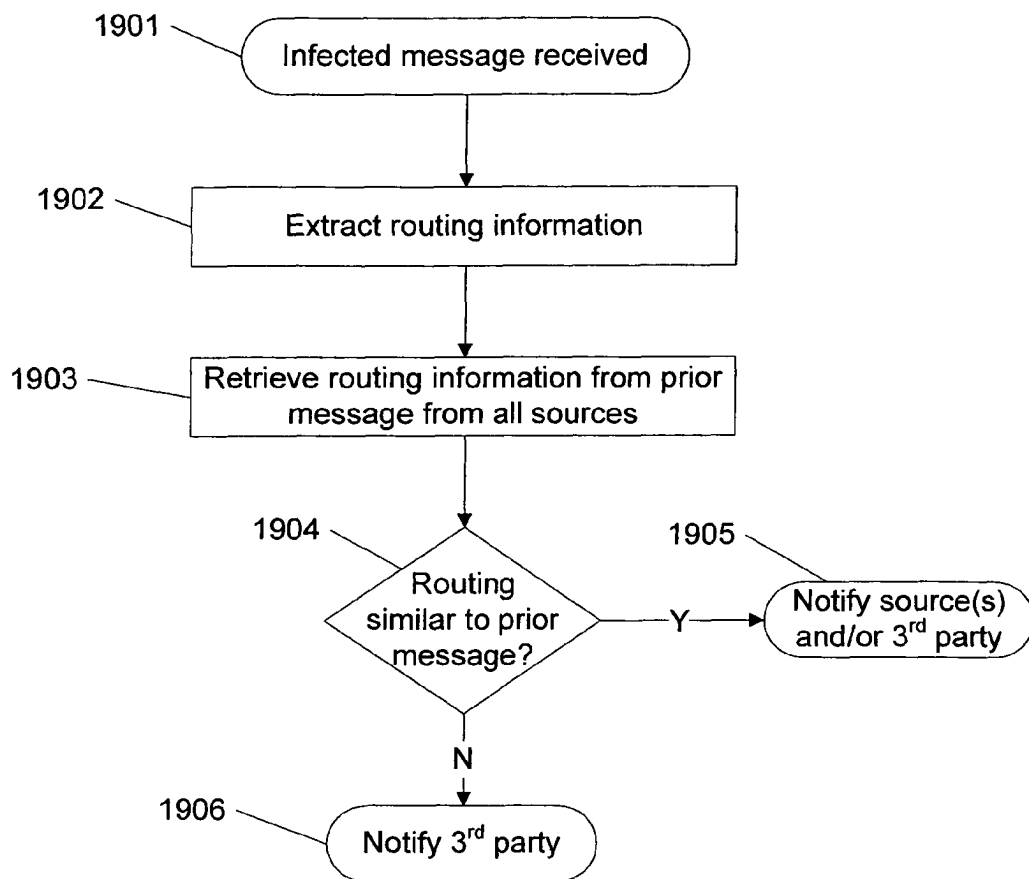 1901
Infected message received
1902
Extract routing information
1903
Retrieve routing information from prior
message from all sources
1904
Routing
similar to prior
message?
Y
1905
Notify source(s)
and/or 3rd party
N
1906
Notify 3rd party